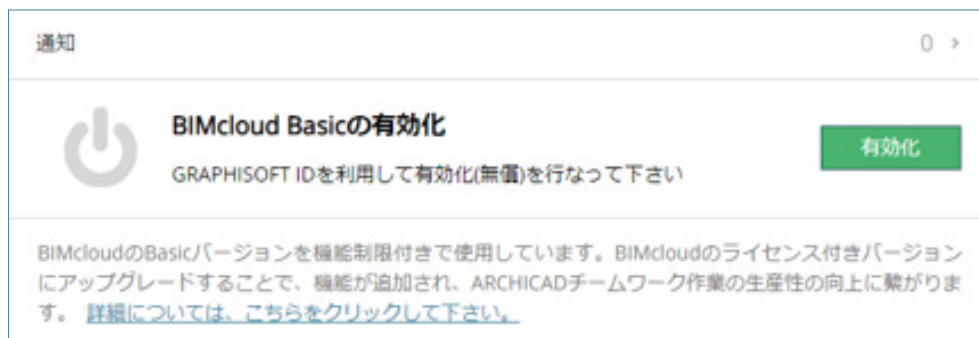 通知
0 >
BIMcloud Basicの有効化
有効化
GRAPHISOFT IDを利用して有効化(無償)を行なって下さい
BIMcloudのBasicバージョンを機能制限付きで使用しています。BIMcloudのライセンス付きバージョン
にアップグレードすることで、機能が追加され、ARCHICADチームワーク作業の生産性の向上に繋がりま
す。 詳細については、こちらをクリックして下さい。